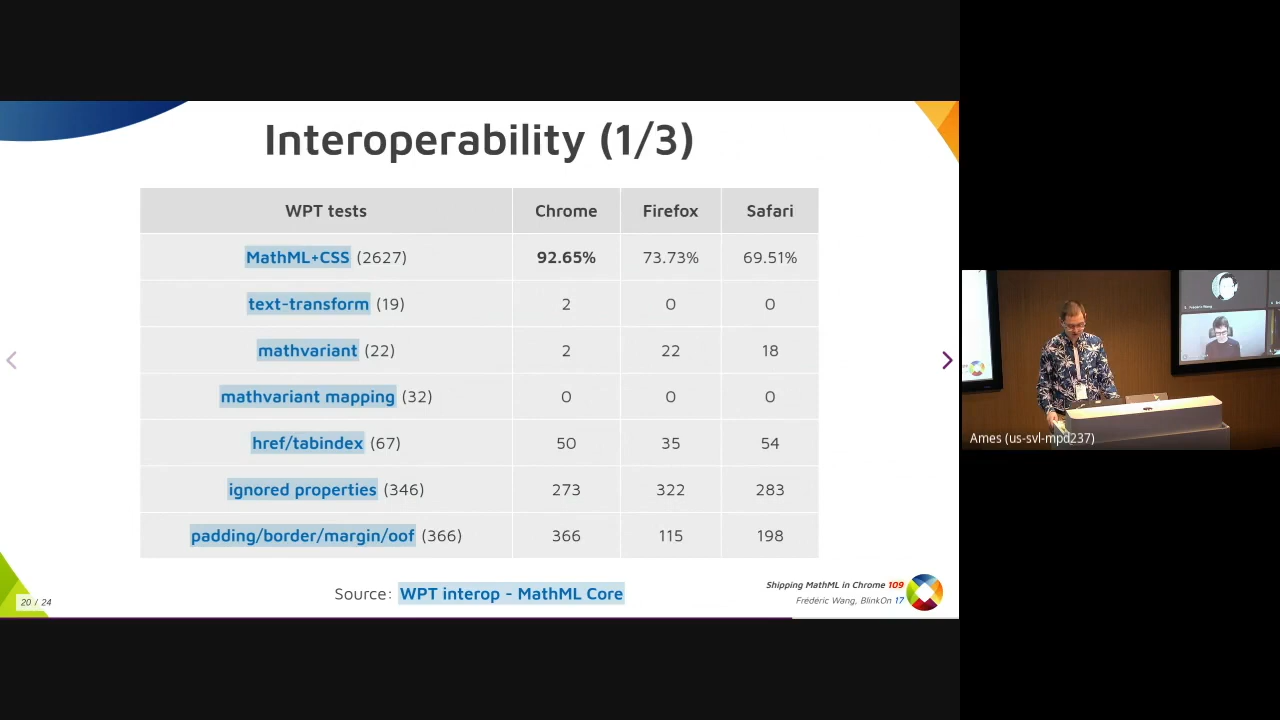 Interoperability (1/3)
WPT tests Chrome Firefox Safari
MathML+CSS (2627) 92.65% 73.73% 69.51%
text-transform (19) 2 0 0
mathvariant (22) 2 22 18
mathvariant mapping (32) 0 0 0
href/tabindex (67) 50 35 54
ignored properties (346) 273 322 283
padding/border/margin/oof (366) 366 115 198
Source: WPT interop - MathML Core
Shipping MathML in Chrome 109
Frédéric Wang, BlinkOn 17
20 / 24
Ames (us-svl-mpd237)